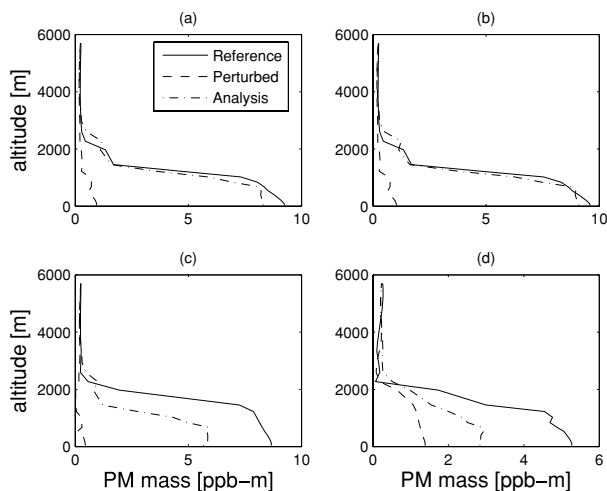 (a)
6000
4000
2000
0
altitude [m]
0
5
10
Reference
Perturbed
Analysis
(b)
6000
4000
2000
0
0
5
10
(c)
6000
4000
2000
0
altitude [m]
0
5
10
PM mass [ppb−m]
(d)
6000
4000
2000
0
0
2
4
6
PM mass [ppb−m]